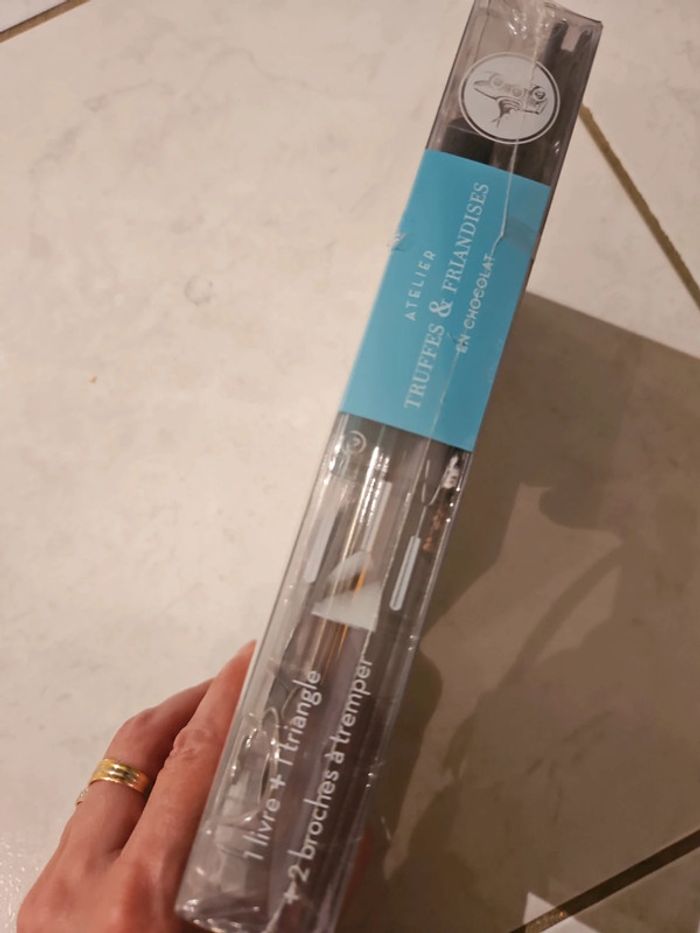 ATELIER
TRUFFES & FRIANDISES
EN CHOCOLAT
1 livre + 1 triangle
+ 2 broches à tremper